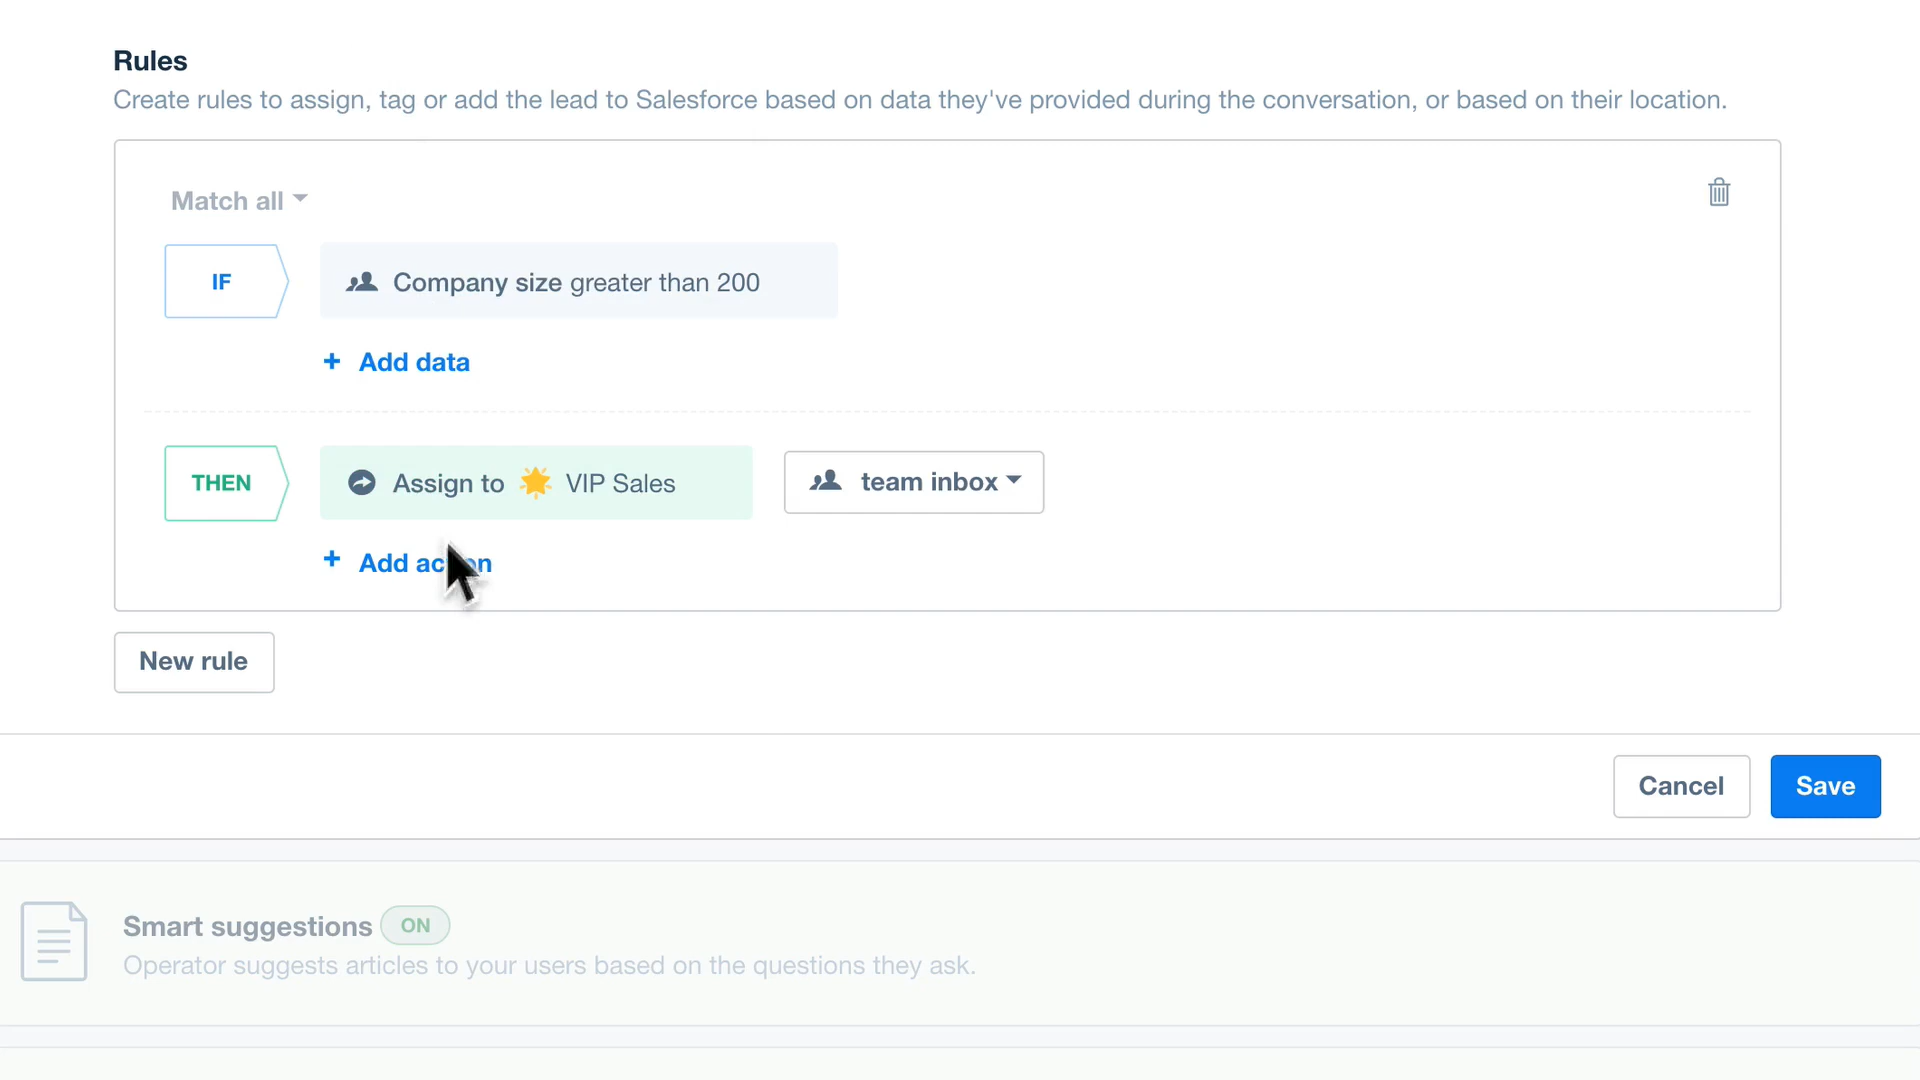 Rules
Create rules to assign, tag or add the lead to Salesforce based on data they've provided during the conversation, or based on their location.
Match all
IF
Company size greater than 200
+ Add data
THEN
Assign to VIP Sales
team inbox
+ Add action
New rule
Cancel
Save
Smart suggestions ON
Operator suggests articles to your users based on the questions they ask.